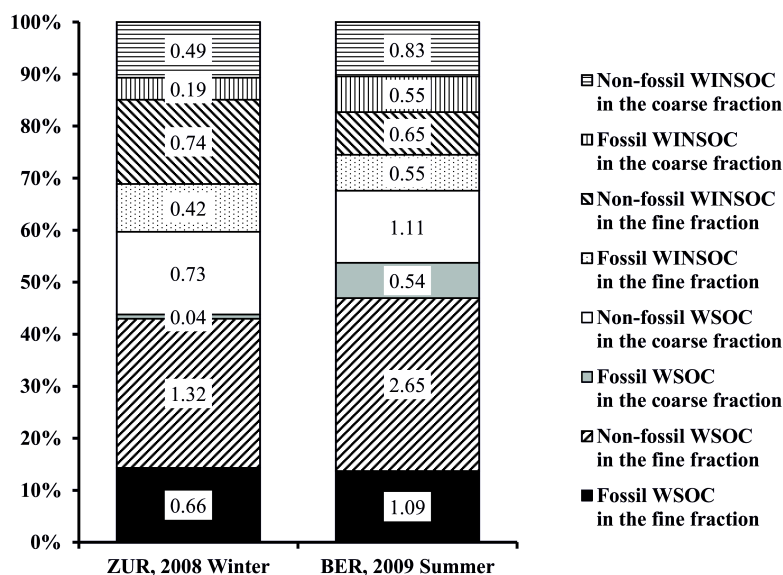 100%
90%
80%
70%
60%
50%
40%
30%
20%
10%
0%
0.49
0.19
0.74
0.42
0.73
0.04
1.32
0.66
0.83
0.55
0.65
0.55
1.11
0.54
2.65
1.09
ZUR, 2008 Winter
BER, 2009 Summer
Non-fossil WINSOC
in the coarse fraction
Fossil WINSOC
in the coarse fraction
Non-fossil WINSOC
in the fine fraction
Fossil WINSOC
in the fine fraction
Non-fossil WSOC
in the coarse fraction
Fossil WSOC
in the coarse fraction
Non-fossil WSOC
in the fine fraction
Fossil WSOC
in the fine fraction